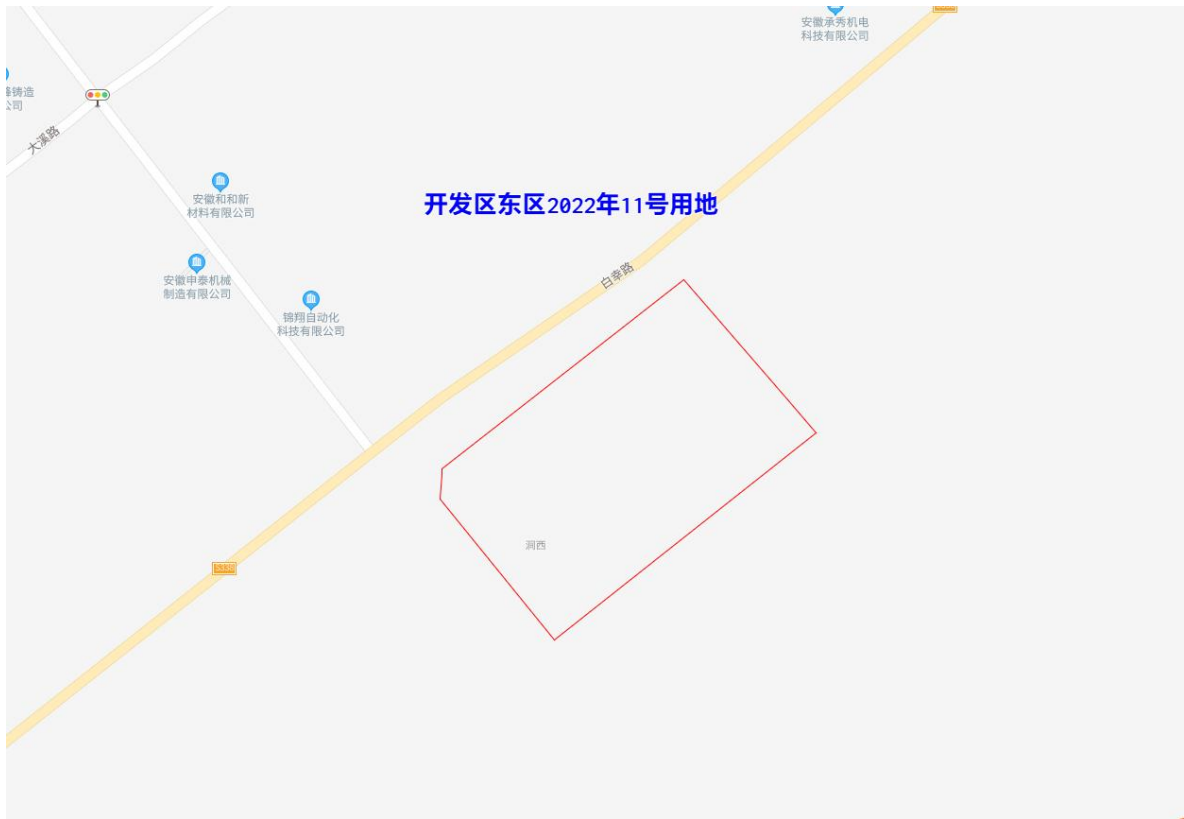 安徽承秀机电
科技有限公司
锋铸造
公司
大溪路
安徽和和新
材料有限公司
开发区东区2022年11号用地
安徽申泰机械
制造有限公司
白幸路
锦翔自动化
科技有限公司
涧西